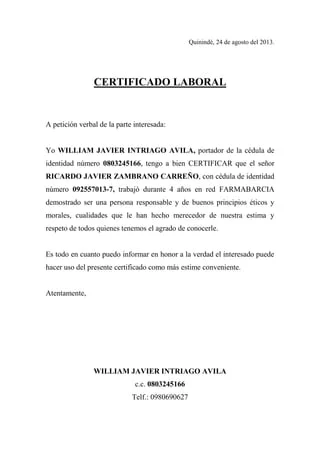 Quinindé, 24 de agosto del 2013.
CERTIFICADO LABORAL
A petición verbal de la parte interesada:
Yo WILLIAM JAVIER INTRIAGO AVILA, portador de la cédula de
identidad número 0803245166, tengo a bien CERTIFICAR que el señor
RICARDO JAVIER ZAMBRANO CARREÑO, con cédula de identidad
número 092557013-7, trabajó durante 4 años en red FARMABARCIA
demostrado ser una persona responsable y de buenos principios éticos y
morales, cualidades que le han hecho merecedor de nuestra estima y
respeto de todos quienes tenemos el agrado de conocerle.
Es todo en cuanto puedo informar en honor a la verdad el interesado puede
hacer uso del presente certificado como más estime conveniente.
Atentamente,
WILLIAM JAVIER INTRIAGO AVILA
c.c. 0803245166
Telf.: 0980690627